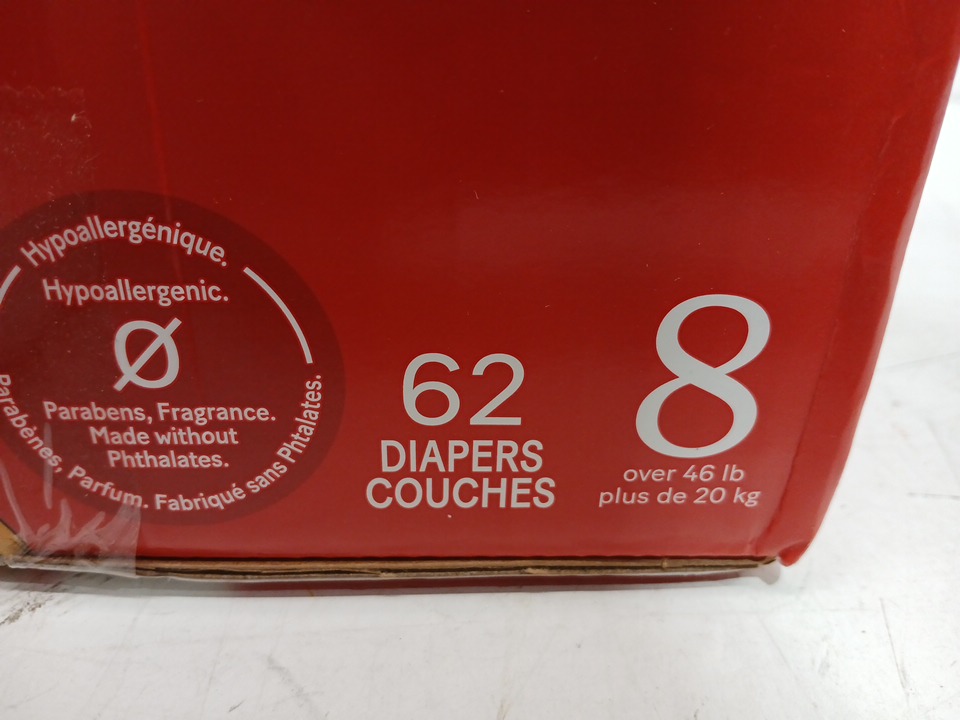 Hypoallergénique.
Hypoallergenic.
Ø
Parabens, Fragrance.
Made without
Phthalates.
Parabènes, Parfum. Fabriqué sans Phtalates.
62
DIAPERS
COUCHES
8
over 46 lb
plus de 20 kg